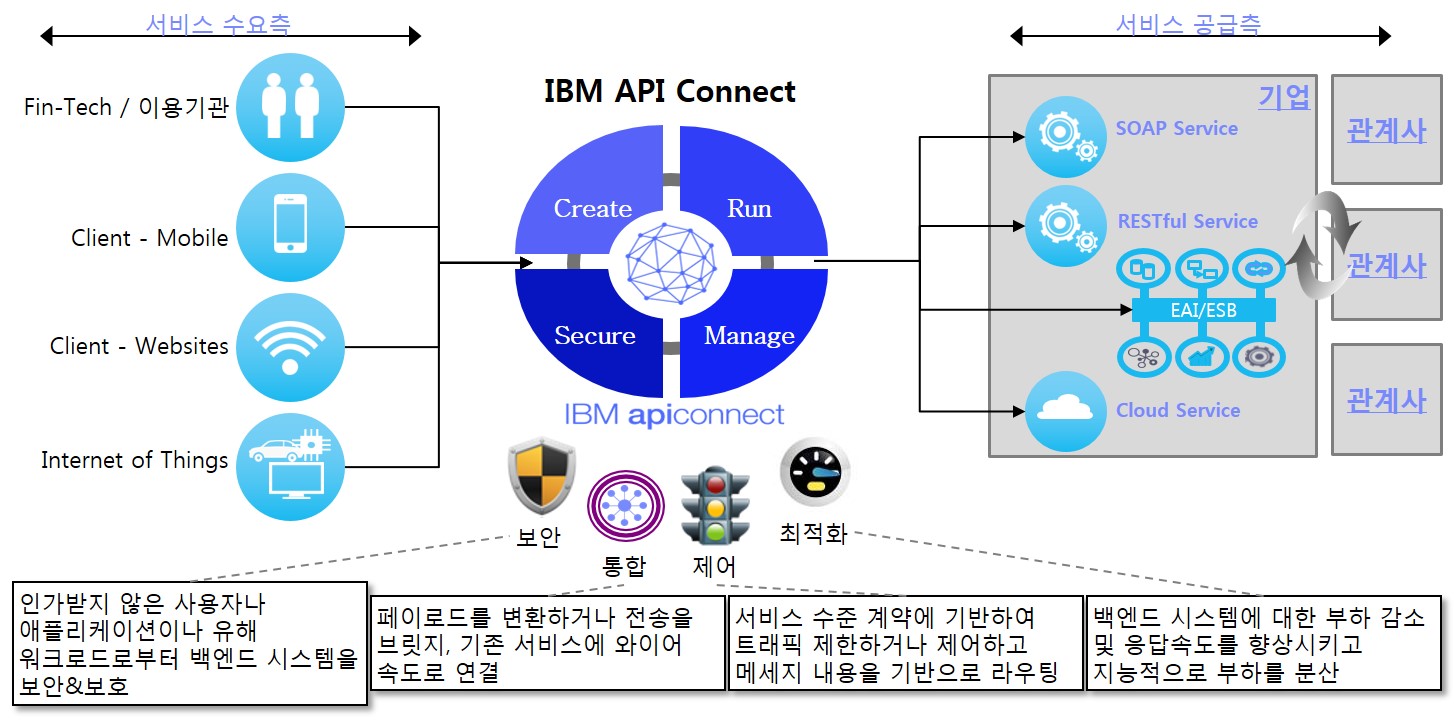 서비스 수요측
서비스 공급측
Fin-Tech / 이용기관
Client - Mobile
Client - Websites
Internet of Things
IBM API Connect
Create
Run
Secure
Manage
IBM apiconnect
기업
SOAP Service
RESTful Service
EAI/ESB
Cloud Service
관계사
관계사
관계사
보안
통합
제어
최적화
인가받지 않은 사용자나
애플리케이션이나 유해
워크로드로부터 백엔드 시스템을
보안&보호
페이로드를 변환하거나 전송을
브릿지, 기존 서비스에 와이어
속도로 연결
서비스 수준 계약에 기반하여
트래픽 제한하거나 제어하고
메세지 내용을 기반으로 라우팅
백엔드 시스템에 대한 부하 감소
및 응답속도를 향상시키고
지능적으로 부하를 분산